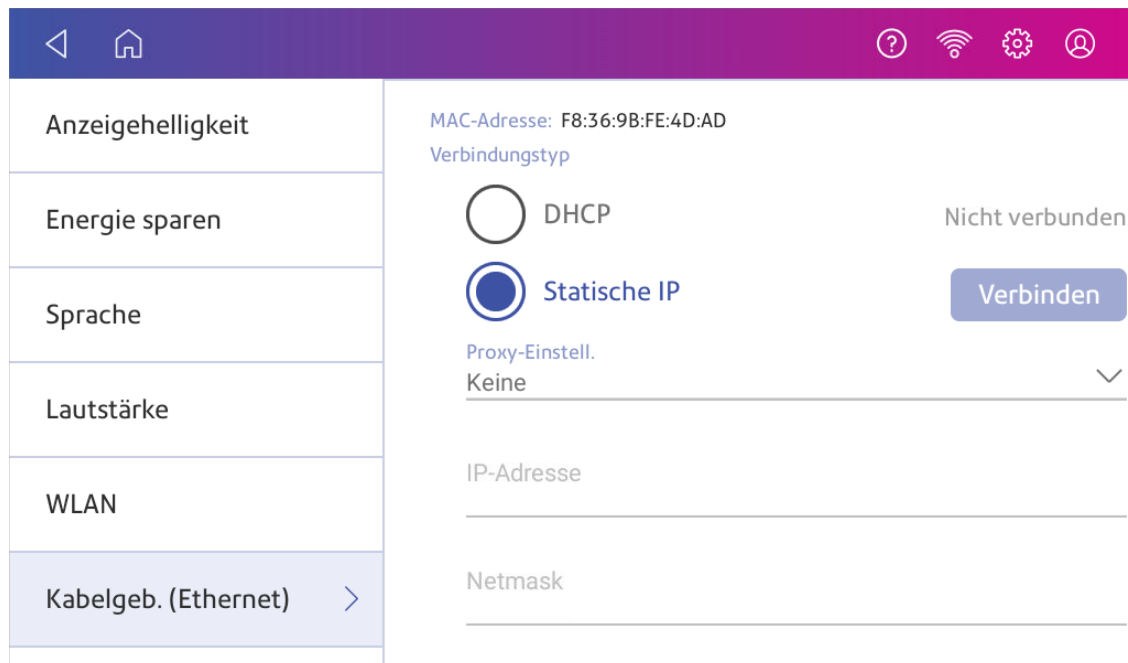 Anzeigehelligkeit
Energie sparen
Sprache
Lautstärke
WLAN
Kabelgeb. (Ethernet)
MAC-Adresse: F8:36:9B:FE:4D:AD
Verbindungstyp
DHCP
Nicht verbunden
Statische IP
Verbinden
Proxy-Einstell.
Keine
IP-Adresse
Netmask